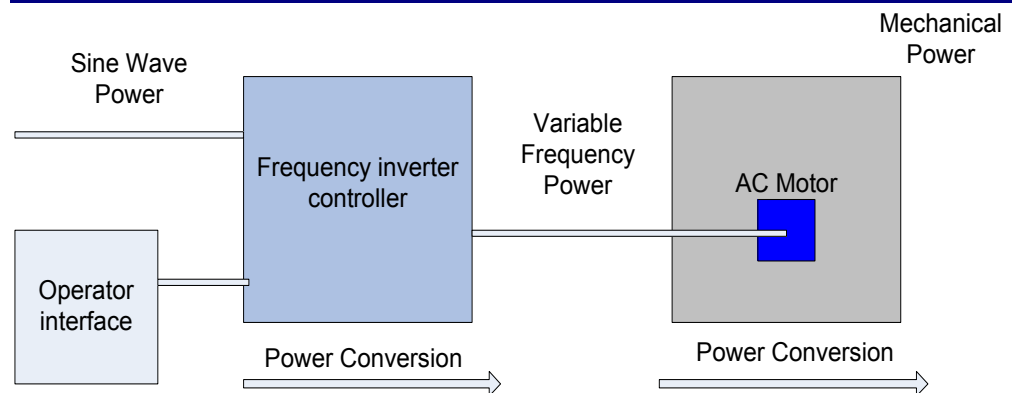 Mechanical
Power
Sine Wave
Power
Variable
Frequency
Power
Frequency inverter
controller
AC Motor
Operator
interface
Power Conversion
Power Conversion